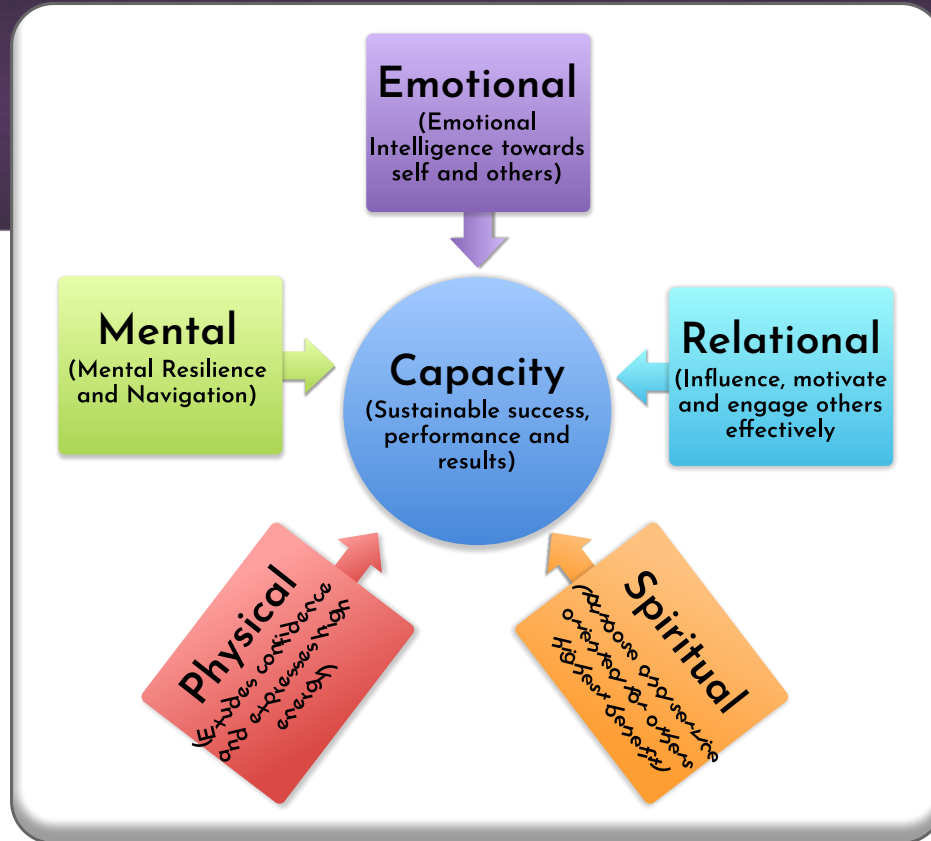 Emotional
(Emotional
Intelligence towards
self and others)
Mental
(Mental Resilience
and Navigation)
Capacity
(Sustainable success,
performance and
results)
Relational
(Influence, motivate
and engage others
effectively
Physical
(Exudes confidence
and expresses high
energy)
Spiritual
(purpose and service
oriented for others
highest benefit)